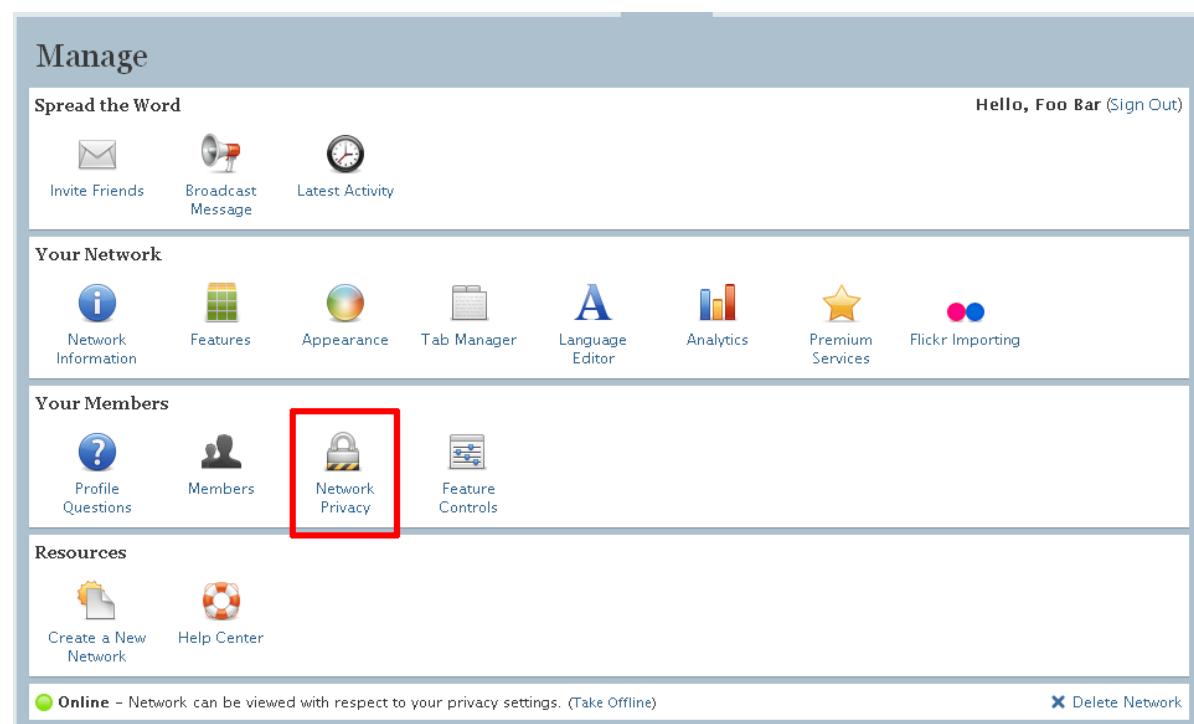 Manage
Spread the Word
Hello, Foo Bar (Sign Out)
Invite Friends
Broadcast
Message
Latest Activity
Your Network
Network
Information
Features
Appearance
Tab Manager
Language
Editor
Analytics
Premium
Services
Flickr Importing
Your Members
Profile
Questions
Members
Network
Privacy
Feature
Controls
Resources
Create a New
Network
Help Center
Online – Network can be viewed with respect to your privacy settings. (Take Offline)
Delete Network